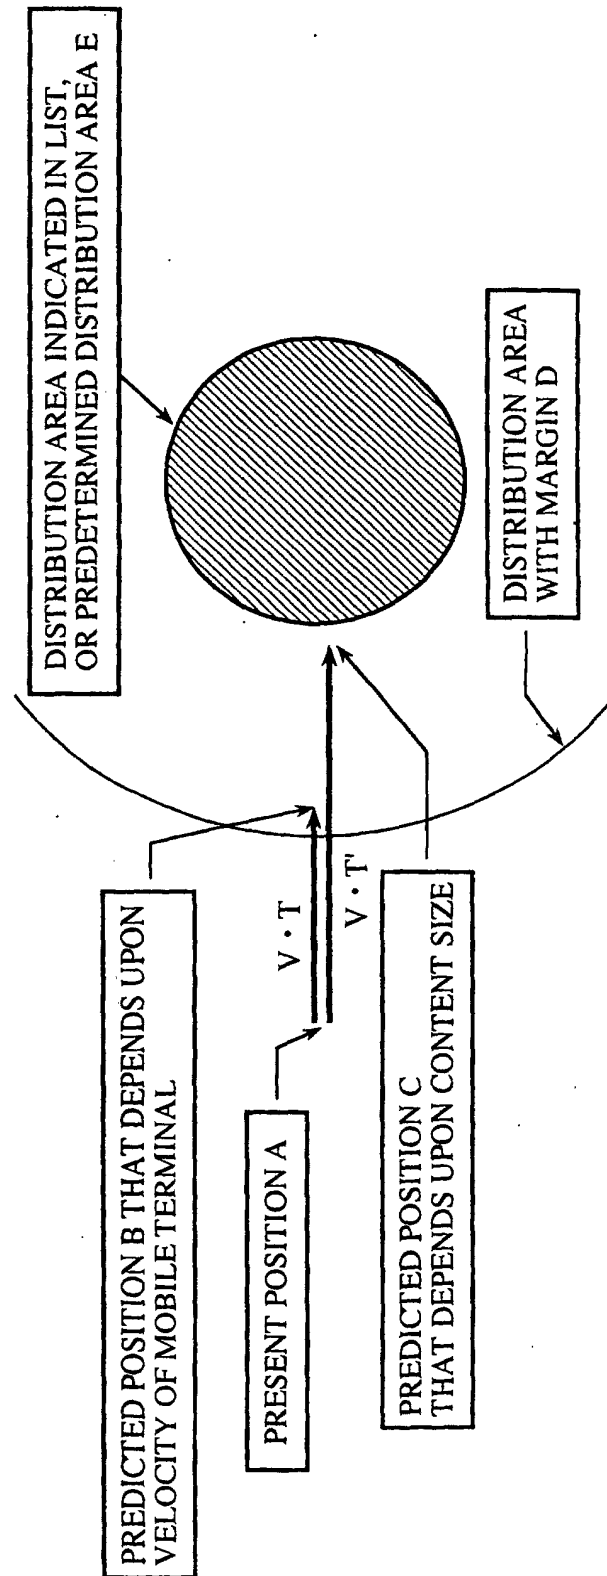 DISTRIBUTION AREA INDICATED IN LIST,
OR PREDETERMINED DISTRIBUTION AREA E
PREDICTED POSITION B THAT DEPENDS UPON
VELOCITY OF MOBILE TERMINAL
V · T
V · T'
PRESENT POSITION A
PREDICTED POSITION C
THAT DEPENDS UPON CONTENT SIZE
DISTRIBUTION AREA
WITH MARGIN D